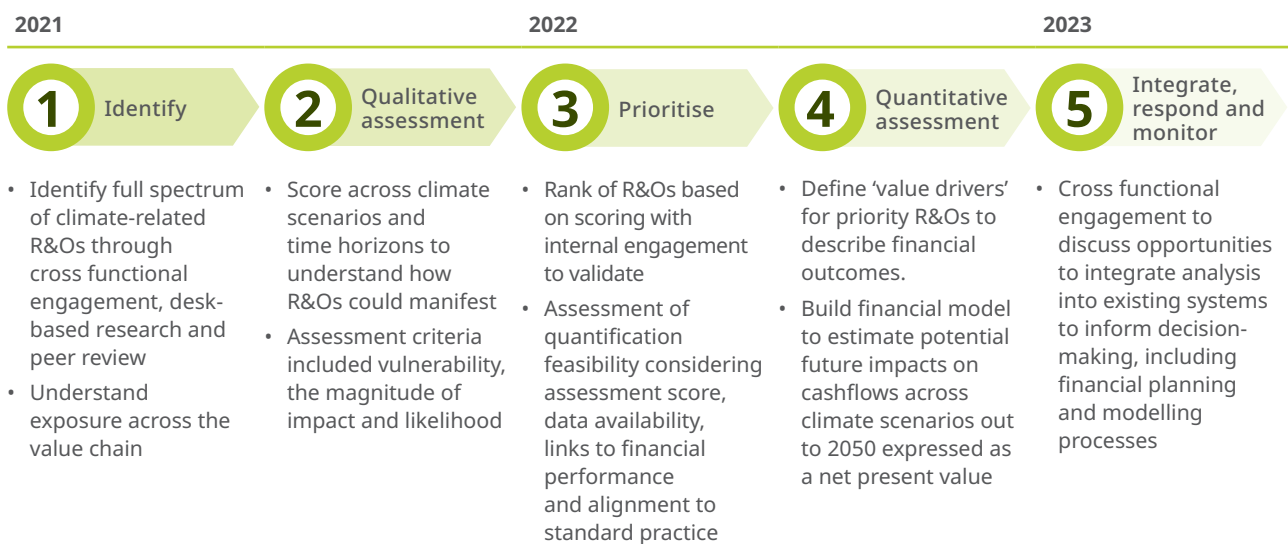 2021
2022
2023
1
Identify
2
Qualitative
assessment
3
Prioritise
4
Quantitative
assessment
5
Integrate,
respond and
monitor
• Identify full spectrum
of climate-related
R&Os through
cross functional
engagement, desk-
based research and
peer review
• Understand
exposure across the
value chain
• Score across climate
scenarios and
time horizons to
understand how
R&Os could manifest
• Assessment criteria
included vulnerability,
the magnitude of
impact and likelihood
• Rank of R&Os based
on scoring with
internal engagement
to validate
• Assessment of
quantification
feasibility considering
assessment score,
data availability,
links to financial
performance
and alignment to
standard practice
• Define ‘value drivers’
for priority R&Os to
describe financial
outcomes.
• Build financial model
to estimate potential
future impacts on
cashflows across
climate scenarios out
to 2050 expressed as
a net present value
• Cross functional
engagement to
discuss opportunities
to integrate analysis
into existing systems
to inform decision-
making, including
financial planning
and modelling
processes